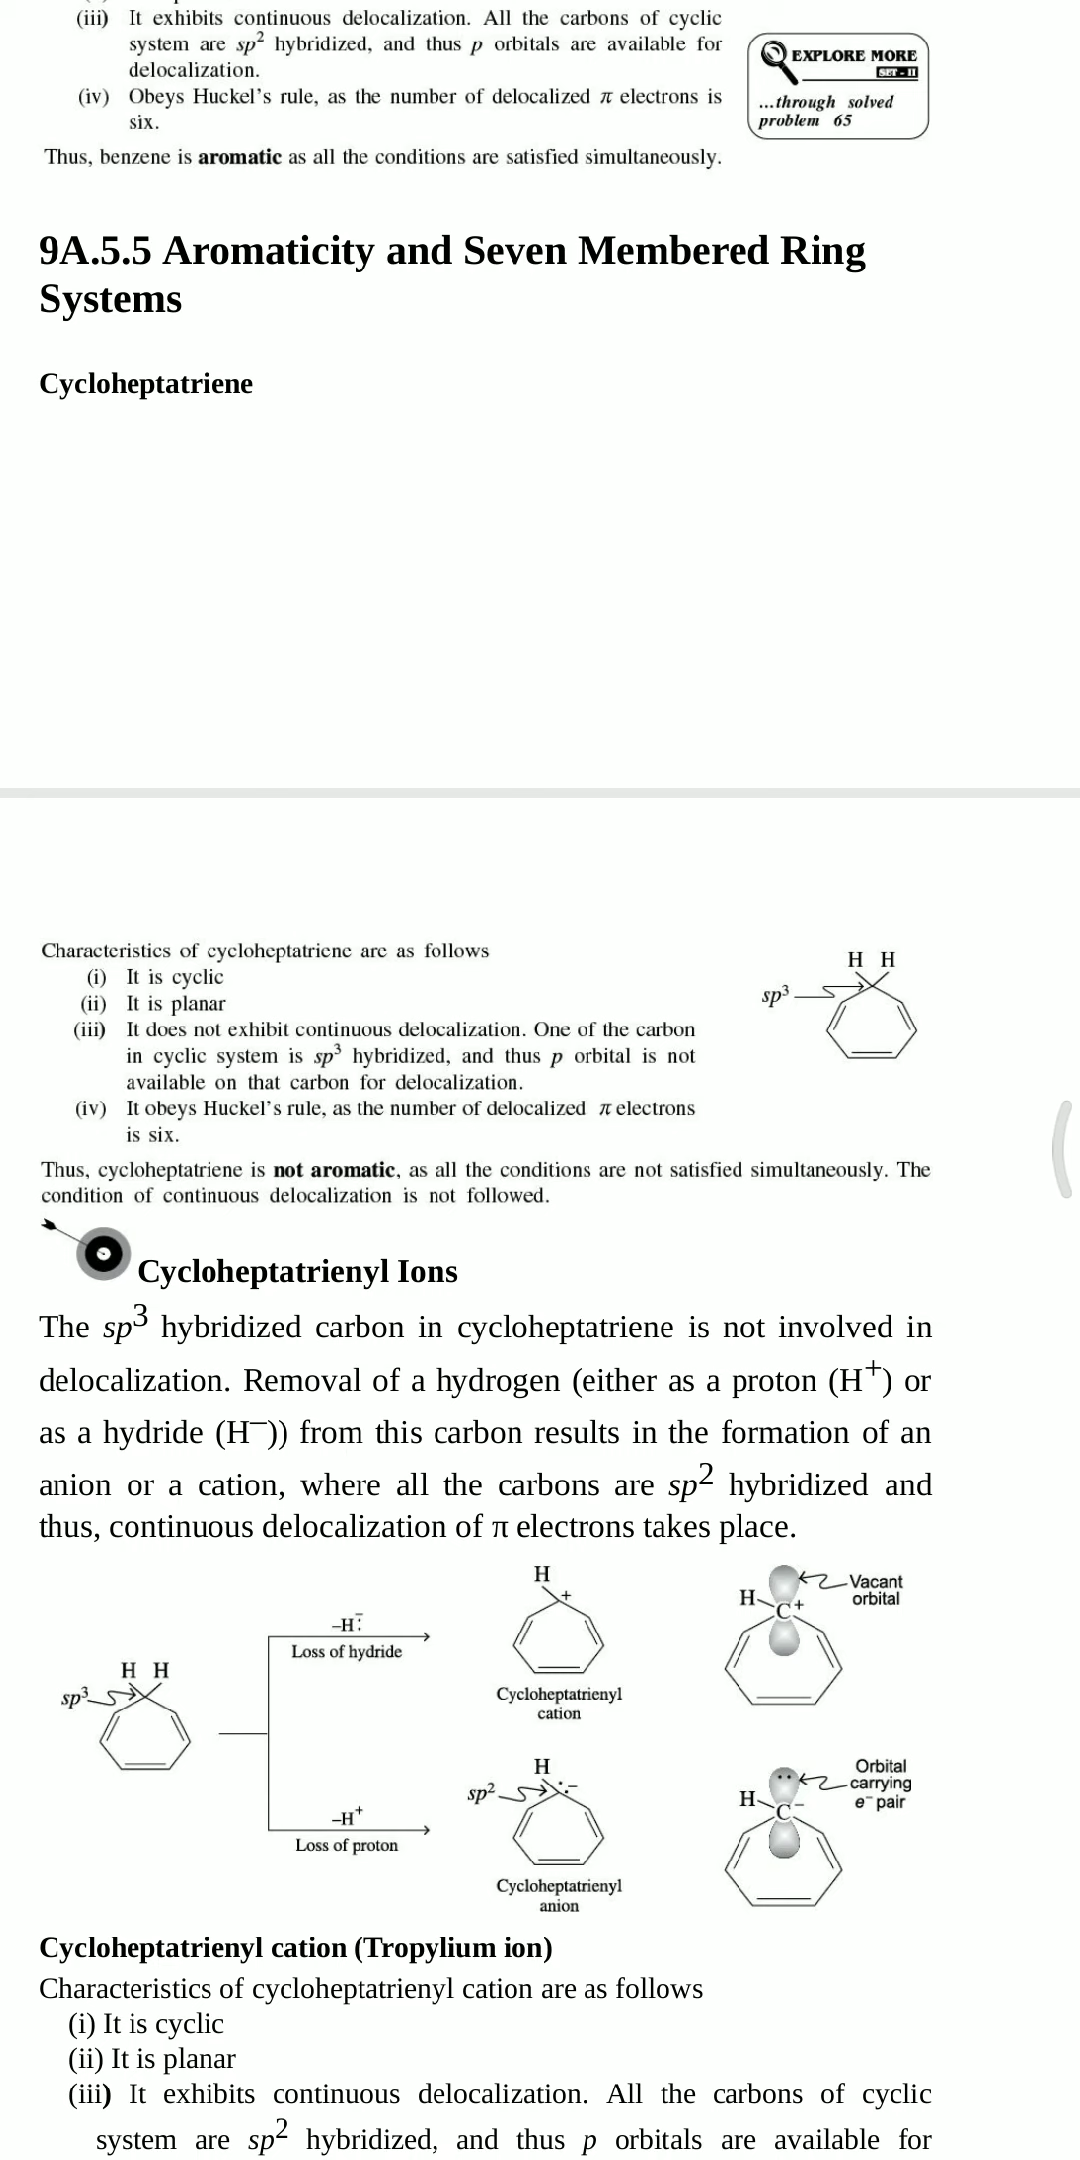 (iii) It exhibits continuous delocalization. All the carbons of cyclic
system are sp² hybridized, and thus p orbitals are available for
delocalization.
(iv) Obeys Huckel's rule, as the number of delocalized π electrons is
six.
EXPLORE MORE
SET-II
...through solved
problem 65
Thus, benzene is aromatic as all the conditions are satisfied simultaneously.
9A.5.5 Aromaticity and Seven Membered Ring
Systems
Cycloheptatriene
Characteristics of cycloheptatriene are as follows
(i) It is cyclic
(ii) It is planar
(iii) It does not exhibit continuous delocalization. One of the carbon
in cyclic system is sp³ hybridized, and thus p orbital is not
available on that carbon for delocalization.
(iv) It obeys Huckel's rule, as the number of delocalized π electrons
is six.
H H
sp³
Thus, cycloheptatriene is not aromatic, as all the conditions are not satisfied simultaneously. The
condition of continuous delocalization is not followed.
Cycloheptatrienyl Ions
The sp³ hybridized carbon in cycloheptatriene is not involved in
delocalization. Removal of a hydrogen (either as a proton (H⁺) or
as a hydride (H⁻)) from this carbon results in the formation of an
anion or a cation, where all the carbons are sp² hybridized and
thus, continuous delocalization of π electrons takes place.
H H
sp³
–H:⁻
Loss of hydride
H
+
Cycloheptatrienyl
cation
H
C+
Vacant
orbital
–H⁺
Loss of proton
H
sp²
:–
Cycloheptatrienyl
anion
H
C–
Orbital
carrying
e⁻ pair
Cycloheptatrienyl cation (Tropylium ion)
Characteristics of cycloheptatrienyl cation are as follows
(i) It is cyclic
(ii) It is planar
(iii) It exhibits continuous delocalization. All the carbons of cyclic
system are sp² hybridized, and thus p orbitals are available for